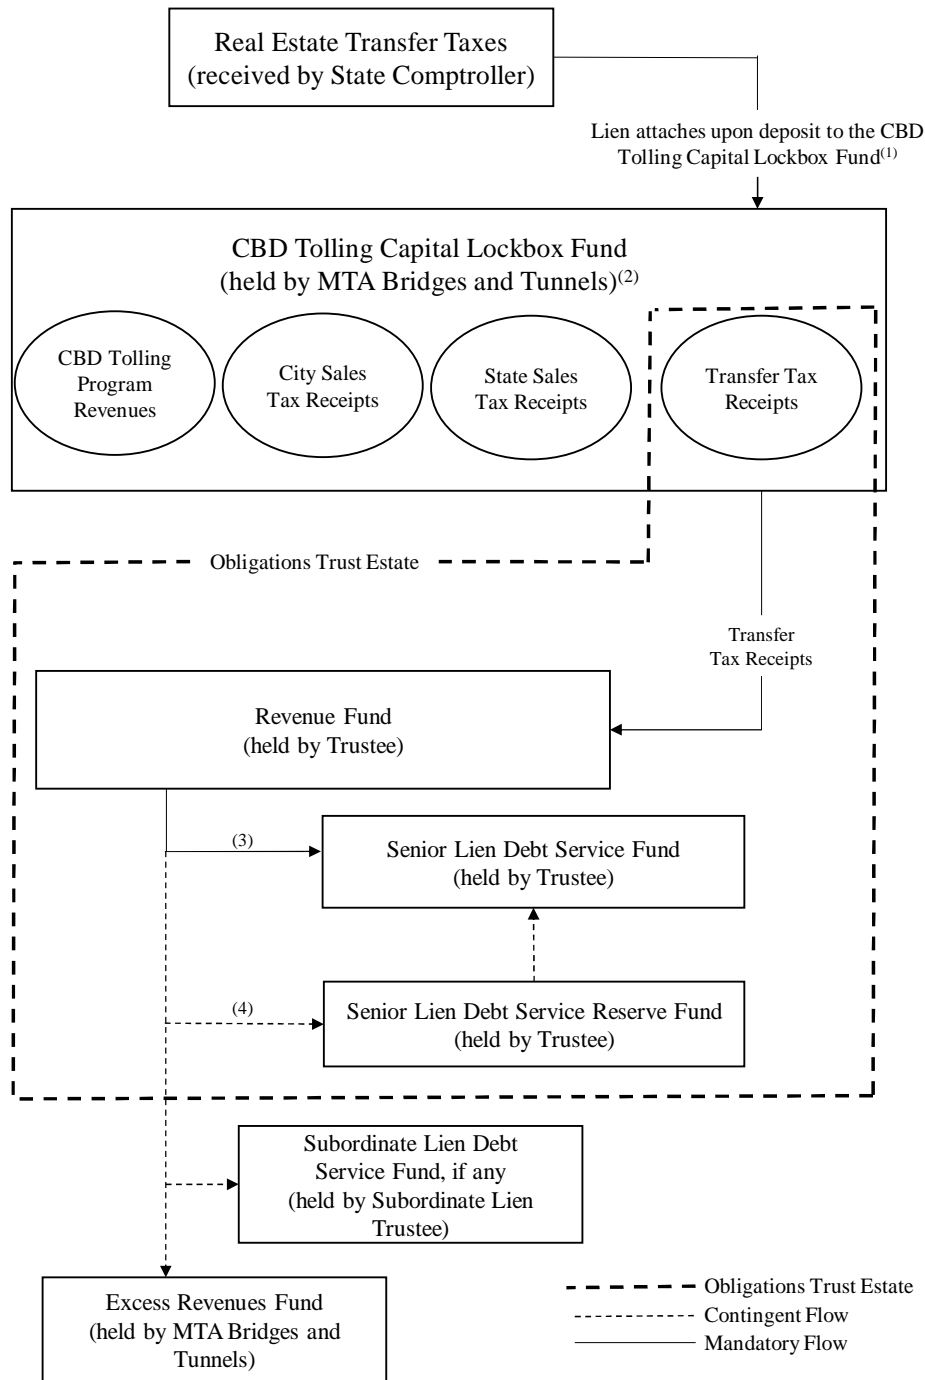 Real Estate Transfer Taxes
(received by State Comptroller)
Lien attaches upon deposit to the CBD
Tolling Capital Lockbox Fund(1)
CBD Tolling Capital Lockbox Fund
(held by MTA Bridges and Tunnels)(2)
CBD Tolling
Program
Revenues
City Sales
Tax Receipts
State Sales
Tax Receipts
Transfer Tax
Receipts
Obligations Trust Estate
Transfer
Tax Receipts
Revenue Fund
(held by Trustee)
(3)
Senior Lien Debt Service Fund
(held by Trustee)
(4)
Senior Lien Debt Service Reserve Fund
(held by Trustee)
Subordinate Lien Debt
Service Fund, if any
(held by Subordinate Lien
Trustee)
Excess Revenues Fund
(held by MTA Bridges and
Tunnels)
Obligations Trust Estate
Contingent Flow
Mandatory Flow